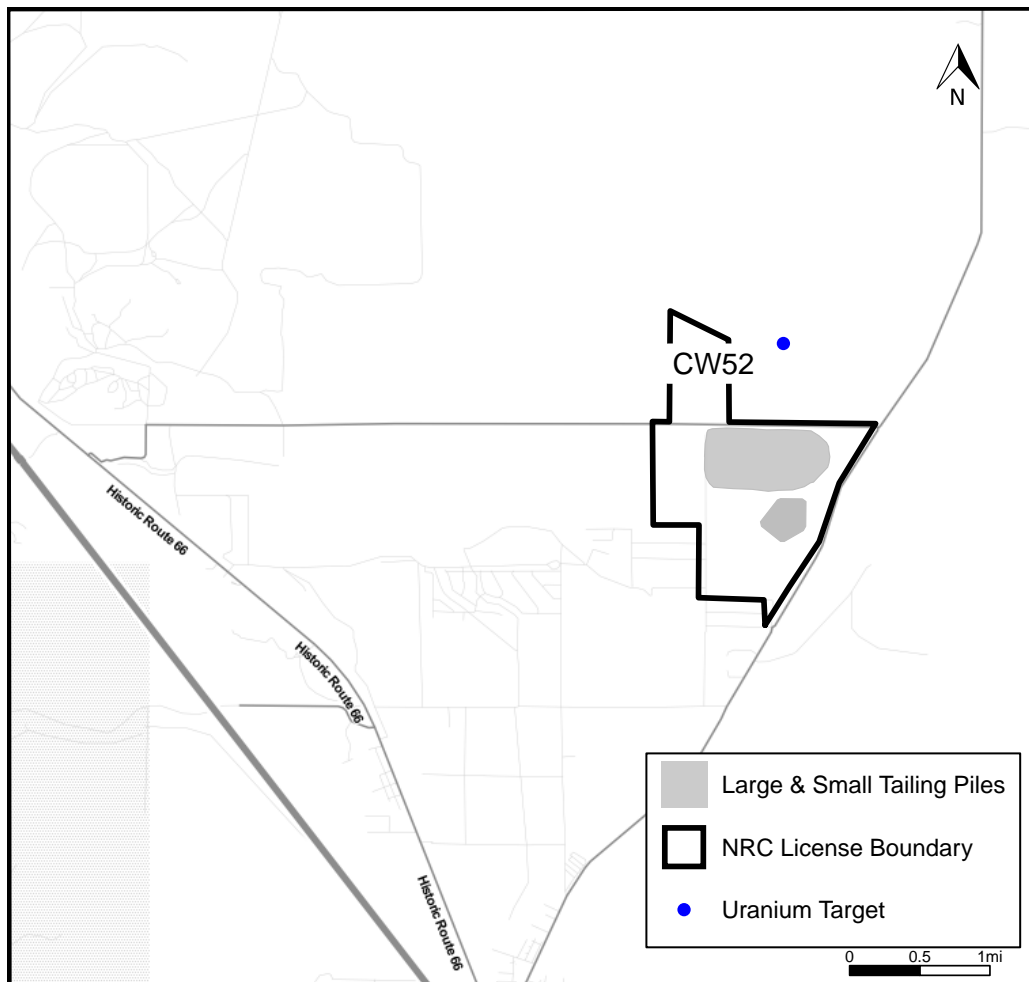 N
CW52
Historic Route 66
Historic Route 66
Historic Route 66
Large & Small Tailing Piles
NRC License Boundary
Uranium Target
0 0.5 1mi